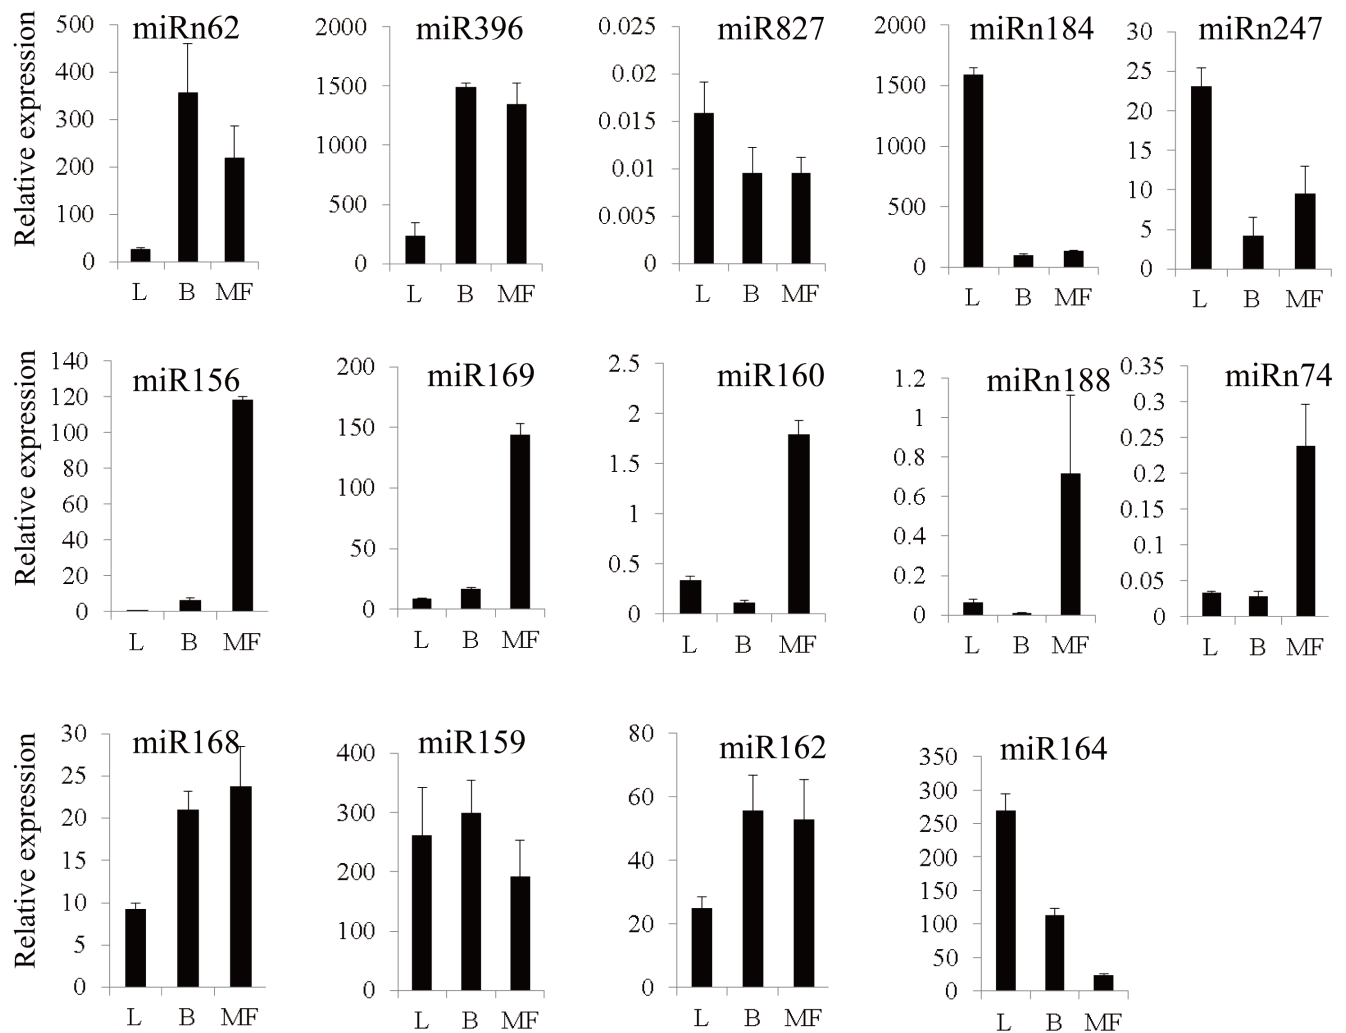 Relative expression
miRn62
500
400
300
200
100
0
L B MF
miR396
2000
1500
1000
500
0
L B MF
miR827
0.025
0.02
0.015
0.01
0.005
0
L B MF
miRn184
2000
1500
1000
500
0
L B MF
miRn247
30
25
20
15
10
5
0
L B MF
Relative expression
miR156
140
120
100
80
60
40
20
0
L B MF
miR169
200
150
100
50
0
L B MF
miR160
2.5
2
1.5
1
0.5
0
L B MF
miRn188
1.2
1
0.8
0.6
0.4
0.2
0
L B MF
miRn74
0.35
0.3
0.25
0.2
0.15
0.1
0.05
0
L B MF
Relative expression
miR168
30
25
20
15
10
5
0
L B MF
miR159
400
300
200
100
0
L B MF
miR162
80
60
40
20
0
L B MF
miR164
350
300
250
200
150
100
50
0
L B MF